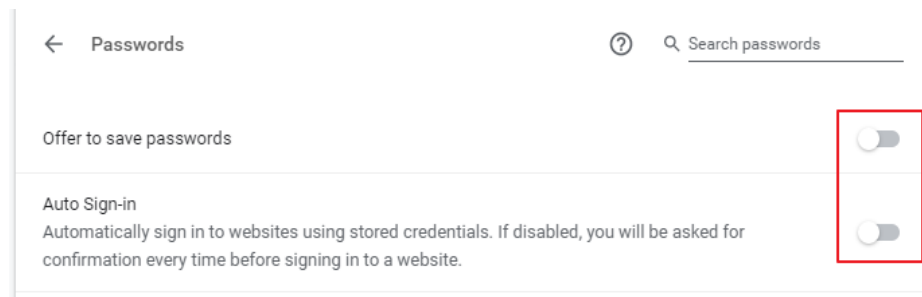 Passwords
Search passwords
Offer to save passwords
Auto Sign-in
Automatically sign in to websites using stored credentials. If disabled, you will be asked for
confirmation every time before signing in to a website.